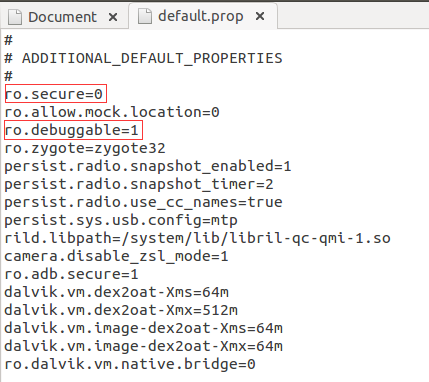 Document
default.prop
#
# ADDITIONAL_DEFAULT_PROPERTIES
#
ro.secure=0
ro.allow.mock.location=0
ro.debuggable=1
ro.zygote=zygote32
persist.radio.snapshot_enabled=1
persist.radio.snapshot_timer=2
persist.radio.use_cc_names=true
persist.sys.usb.config=mtp
rild.libpath=/system/lib/libril-qc-qmi-1.so
camera.disable_zsl_mode=1
ro.adb.secure=1
dalvik.vm.dex2oat-Xms=64m
dalvik.vm.dex2oat-Xmx=512m
dalvik.vm.image-dex2oat-Xms=64m
dalvik.vm.image-dex2oat-Xmx=64m
ro.dalvik.vm.native.bridge=0